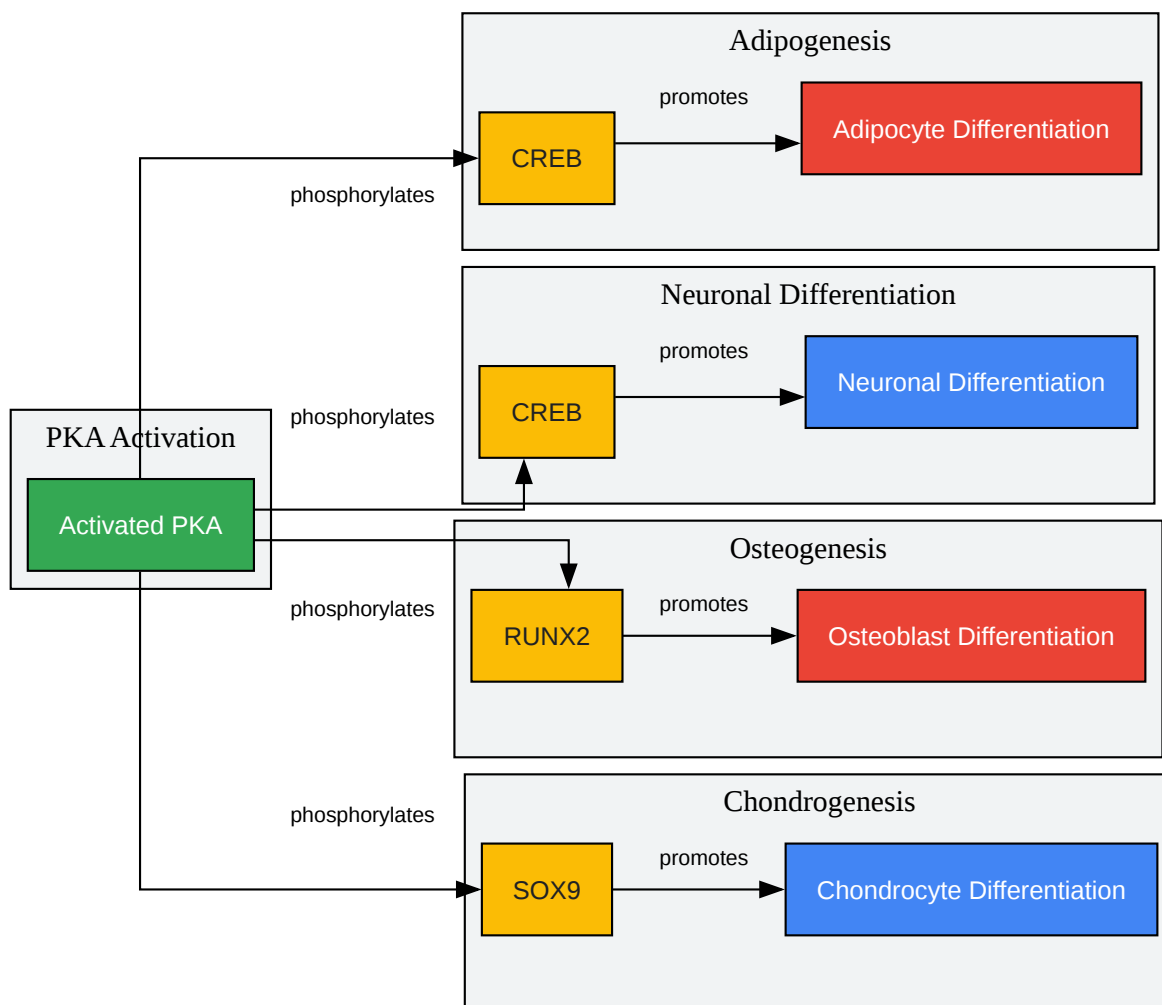 Adipogenesis
promotes
CREB
Adipocyte Differentiation
phosphorylates
Neuronal Differentiation
promotes
CREB
Neuronal Differentiation
phosphorylates
PKA Activation
Activated PKA
Osteogenesis
promotes
phosphorylates
RUNX2
Osteoblast Differentiation
Chondrogenesis
phosphorylates
promotes
SOX9
Chondrocyte Differentiation